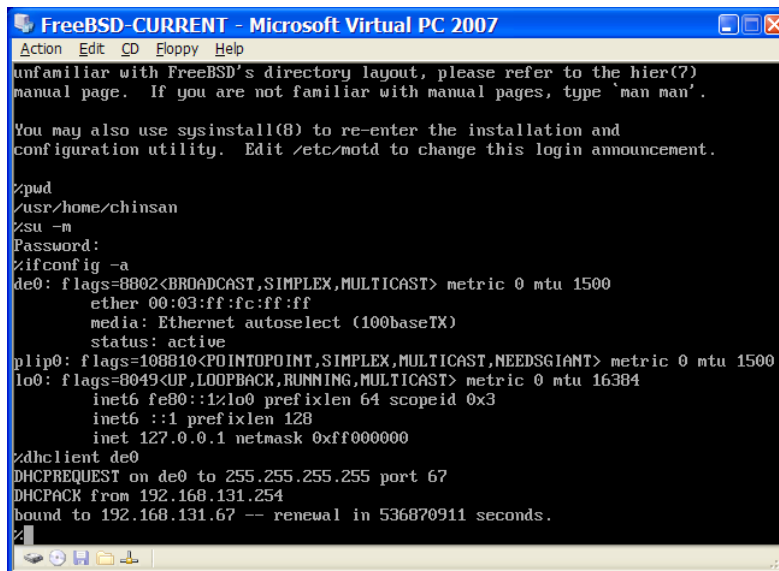 FreeBSD-CURRENT - Microsoft Virtual PC 2007
Action Edit CD Floppy Help
unfamiliar with FreeBSD's directory layout, please refer to the hier(7)
manual page.  If you are not familiar with manual pages, type `man man'.
You may also use sysinstall(8) to re-enter the installation and
configuration utility.  Edit /etc/motd to change this login announcement.
%pwd
/usr/home/chinsan
%su -m
Password:
%ifconfig -a
de0: flags=8802<BROADCAST,SIMPLEX,MULTICAST> metric 0 mtu 1500
ether 00:03:ff:fc:ff:ff
media: Ethernet autoselect (100baseTX)
status: active
plip0: flags=108810<POINTOPOINT,SIMPLEX,MULTICAST,NEEDSGIANT> metric 0 mtu 1500
lo0: flags=8049<UP,LOOPBACK,RUNNING,MULTICAST> metric 0 mtu 16384
inet6 fe80::1%lo0 prefixlen 64 scopeid 0x3
inet6 ::1 prefixlen 128
inet 127.0.0.1 netmask 0xff000000
%dhclient de0
DHCPREQUEST on de0 to 255.255.255.255 port 67
DHCPACK from 192.168.131.254
bound to 192.168.131.67 -- renewal in 536870911 seconds.
%